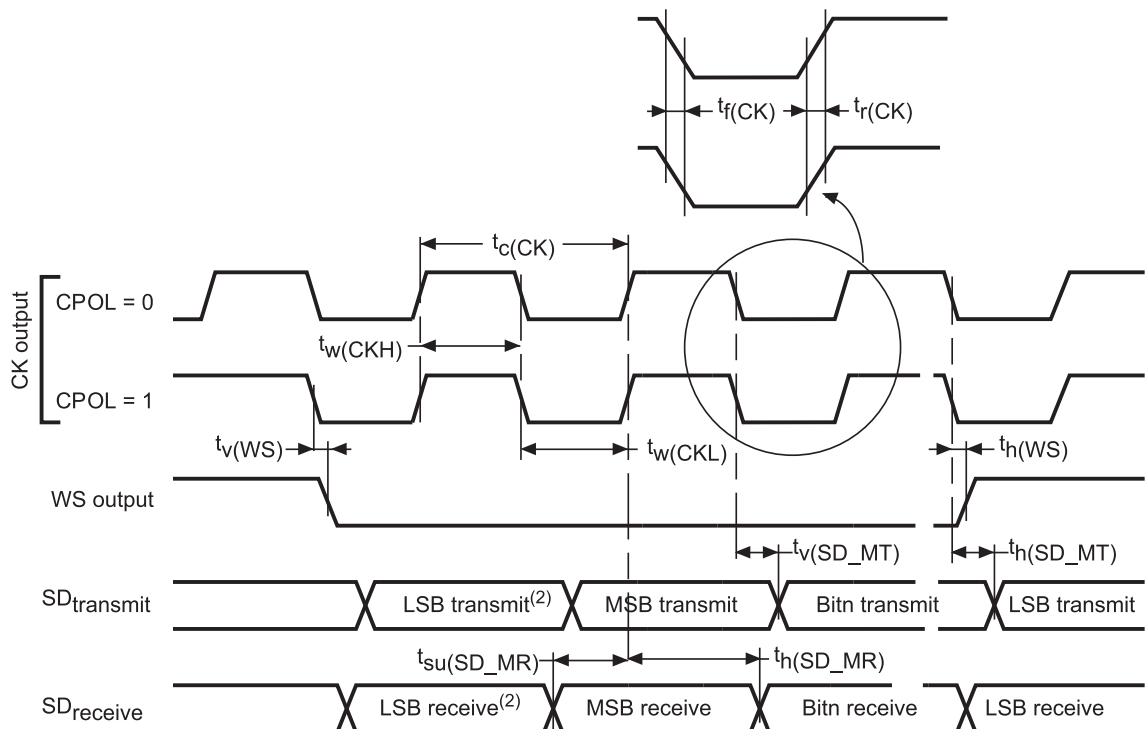 tf(CK)
tr(CK)
tc(CK)
CK output
CPOL = 0
tw(CKH)
CPOL = 1
tv(WS)
tw(CKL)
th(WS)
WS output
tv(SD_MT)
th(SD_MT)
SDtransmit
LSB transmit(2)
MSB transmit
Bitn transmit
LSB transmit
tsu(SD_MR)
th(SD_MR)
SDreceive
LSB receive(2)
MSB receive
Bitn receive
LSB receive